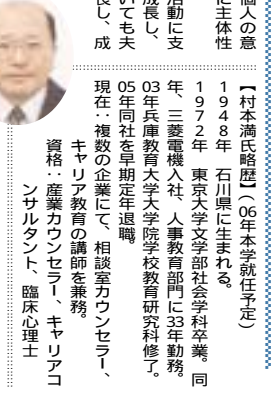 個人の意
に主体性
活動に支
成長し、
いても夫
長し、成
【村本満氏略歴】(06年本学就任予定)
1948年 石川県に生まれる。
1972年 東京大学文学部社会学科卒業。同
年、三菱電機入社、人事教育部門に33年勤務。
03年兵庫教育大学大学院学校教育研究科修了。
05年同社を早期定年退職。
現在:複数の企業にて、相談室カウンセラー、
キャリア教育の講師を兼務。
資格:産業カウンセラー、キャリアコ
ンサルタント、臨床心理士